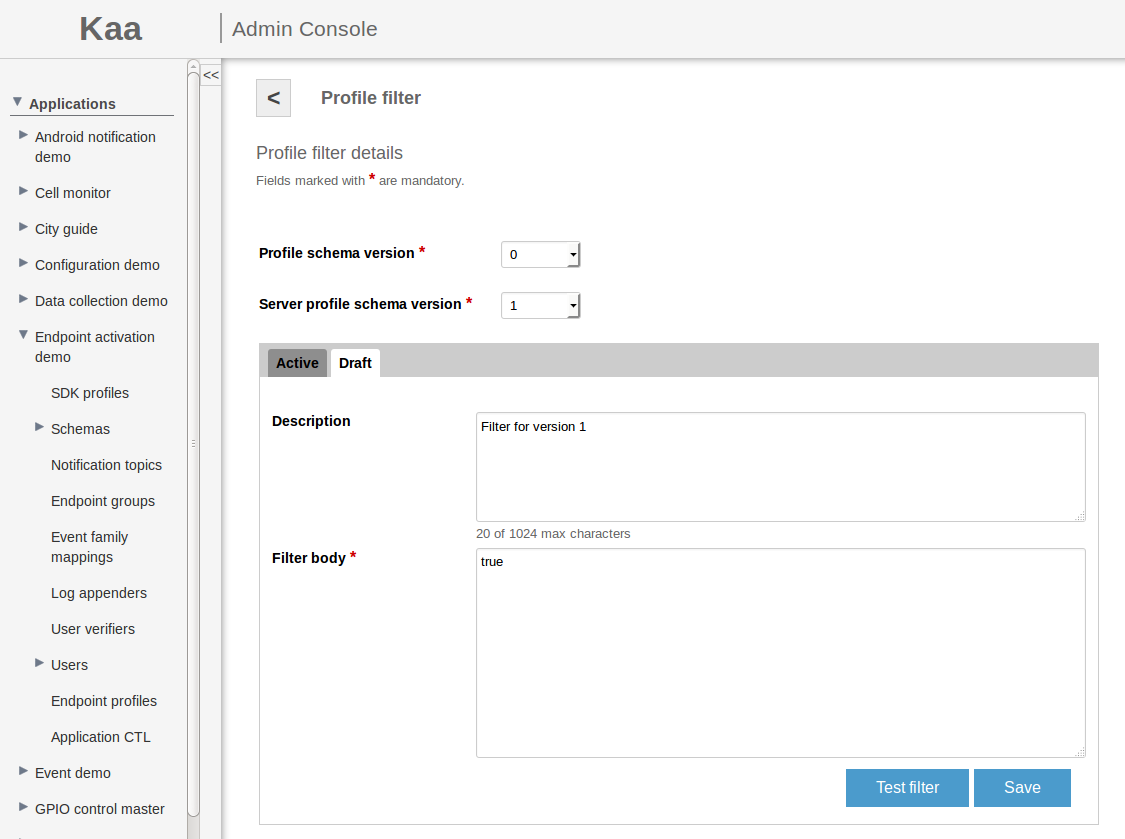 Kaa
Admin Console
<<
Applications
Android notification
demo
Cell monitor
City guide
Configuration demo
Data collection demo
Endpoint activation
demo
SDK profiles
Schemas
Notification topics
Endpoint groups
Event family
mappings
Log appenders
User verifiers
Users
Endpoint profiles
Application CTL
Event demo
GPIO control master
< Profile filter
Profile filter details
Fields marked with * are mandatory.
Profile schema version * 0
Server profile schema version * 1
Active Draft
Description
Filter for version 1
20 of 1024 max characters
Filter body *
true
Test filter Save